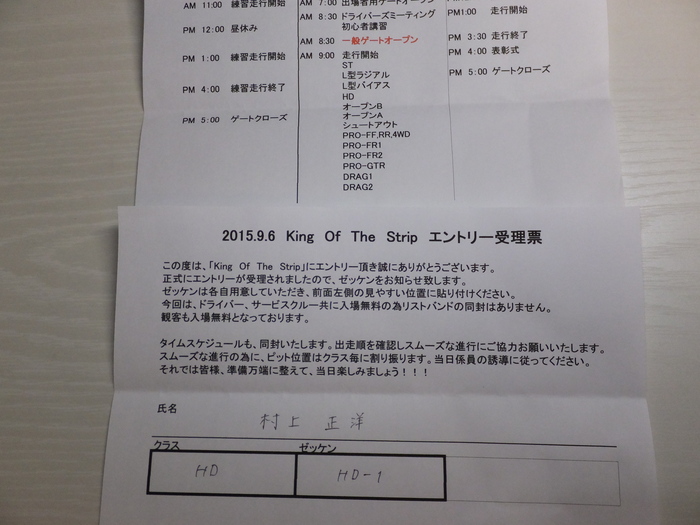 AM 11:00 練習走行開始
PM 12:00 昼休み
PM 1:00 練習走行開始
PM 4:00 練習走行終了
PM 5:00 ゲートクローズ
AM 7:00 出場者用ゲートオープン
AM 8:30 ドライバーズミーティング
初心者講習
AM 8:30 一般ゲートオープン
AM 9:00 走行開始
ST
L型ラジアル
L型バイアス
HD
オープンB
オープンA
シュートアウト
PRO-FF,RR,4WD
PRO-FR1
PRO-FR2
PRO-GTR
DRAG1
DRAG2
PM1:00 走行開始
PM 3:30 走行終了
PM 4:00 表彰式
PM 5:00 ゲートクローズ
2015.9.6 King Of The Strip エントリー受理票
この度は、「King Of The Strip」にエントリー頂き誠にありがとうございます。
正式にエントリーが受理されましたので、ゼッケンをお知らせ致します。
ゼッケンは各自用意していただき、前面左側の見やすい位置に貼り付けください。
今回は、ドライバー、サービスクルー共に入場無料の為リストバンドの同封はありません。
観客も入場無料となっております。
タイムスケジュールも、同封いたします。出走順を確認しスムーズな進行にご協力お願いいたします。
スムーズな進行の為に、ピット位置はクラス毎に割り振ります。当日係員の誘導に従ってください。
それでは皆様、準備万端に整えて、当日楽しみましょう！！！
氏名
村上 正洋
クラス ゼッケン
HD HD-1